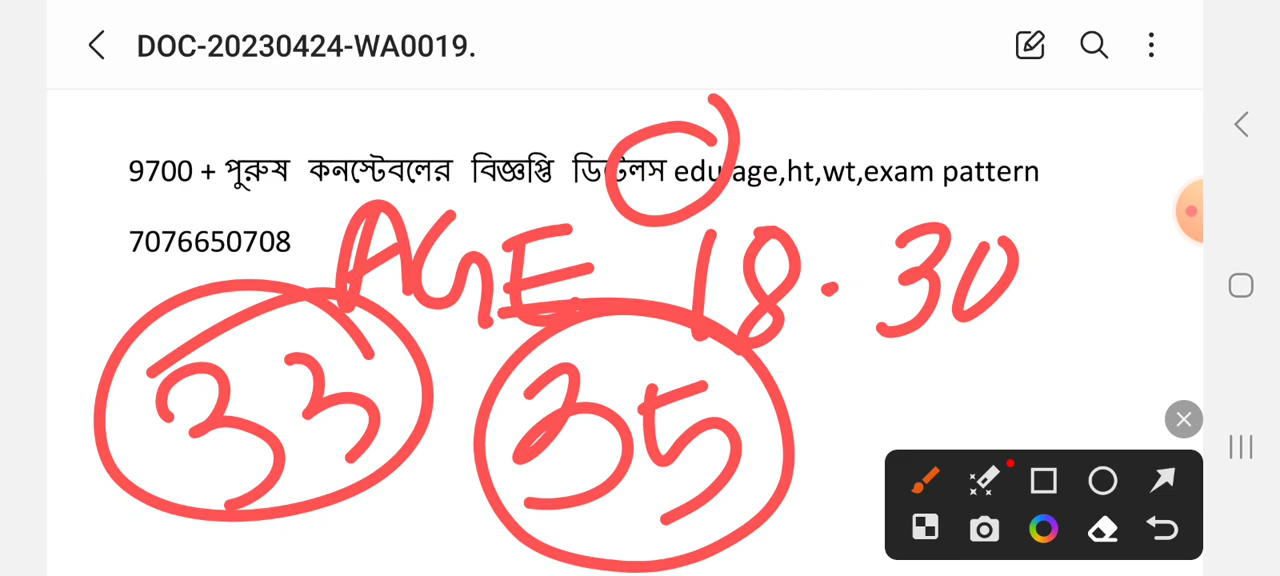 DOC-20230424-WA0019.
9700 + পুরুষ কনস্টেবলের বিজ্ঞপ্তি ডিটেলস edu,age,ht,wt,exam pattern
7076650708
AGE 18. 30
33 35